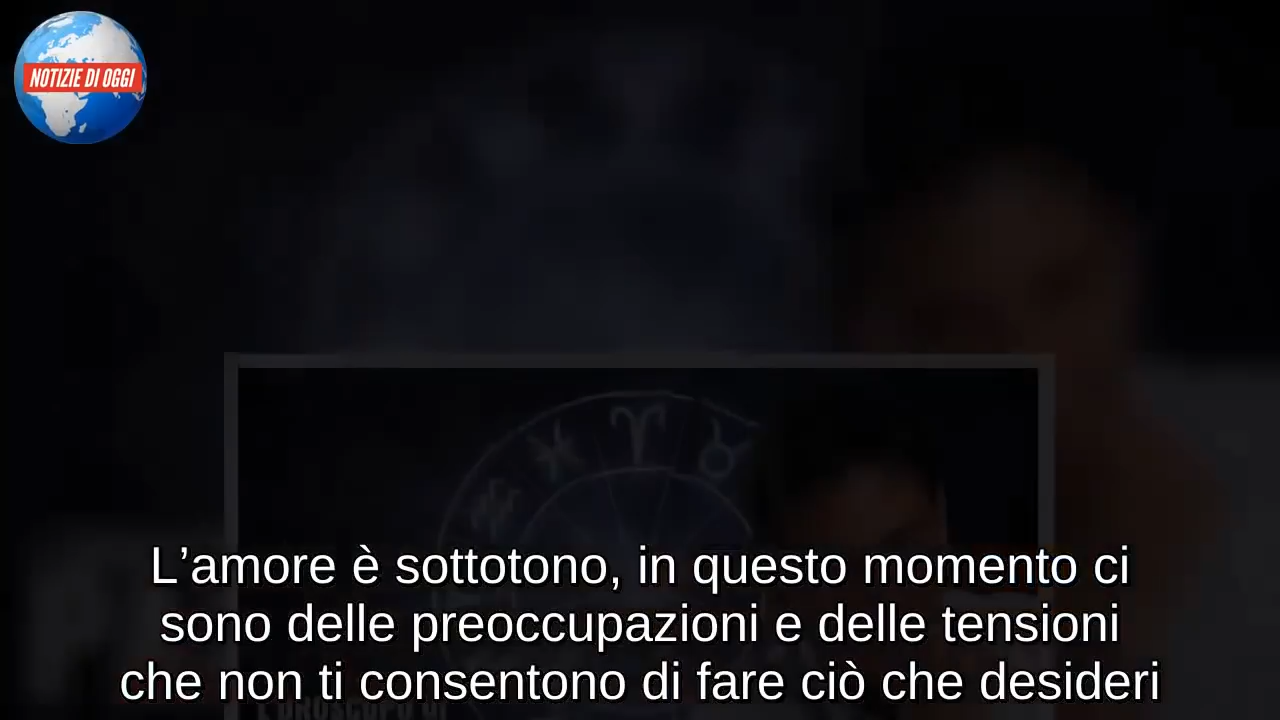 NOTIZIE DI OGGI
L’amore è sottotono, in questo momento ci
sono delle preoccupazioni e delle tensioni
che non ti consentono di fare ciò che desideri